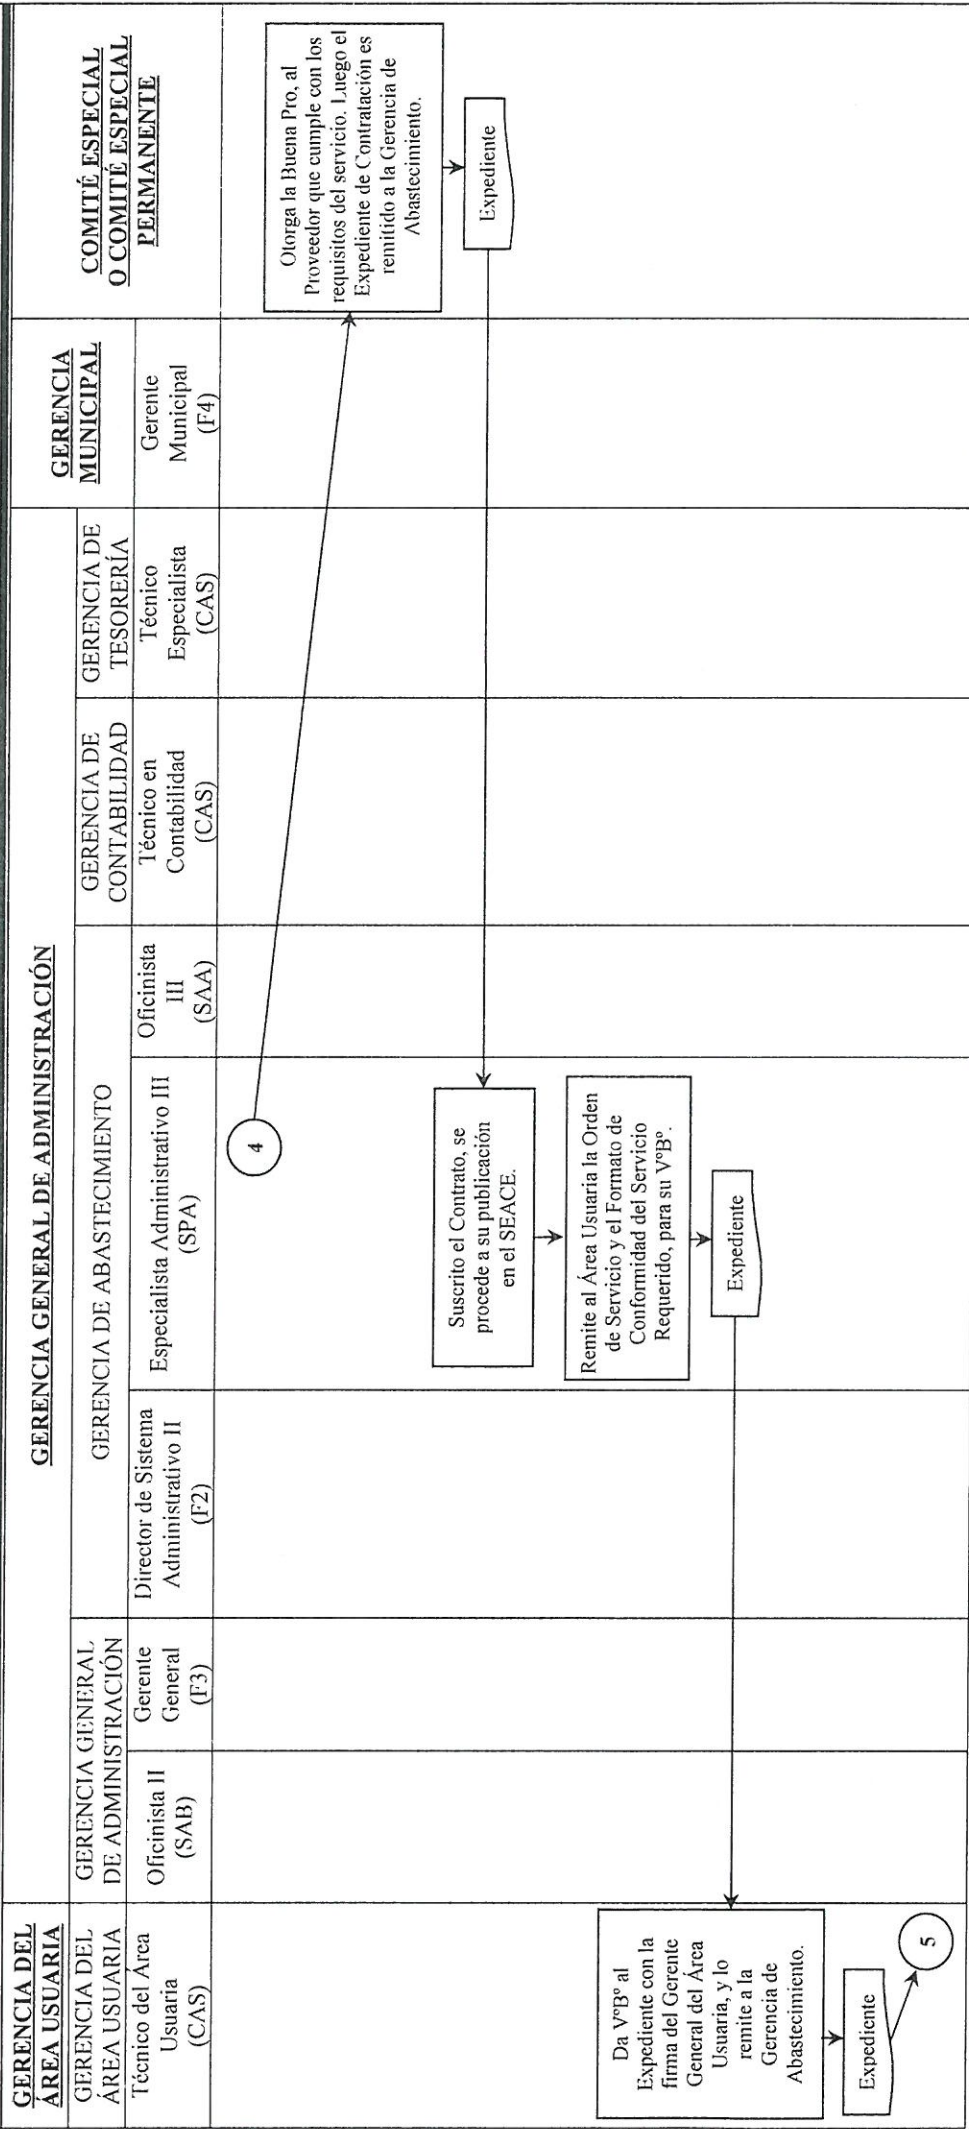 GERENCIA DEL
ÁREA USUARIA
GERENCIA GENERAL DE ADMINISTRACIÓN
GERENCIA
MUNICIPAL
COMITÉ ESPECIAL
O COMITÉ ESPECIAL
PERMANENTE
GERENCIA DEL
ÁREA USUARIA
GERENCIA GENERAL
DE ADMINISTRACIÓN
GERENCIA DE ABASTECIMIENTO
GERENCIA DE
CONTABILIDAD
GERENCIA DE
TESORERÍA
Técnico del Área
Usuaria
(CAS)
Oficinista II
(SAB)
Gerente
General
(F3)
Director de Sistema
Administrativo II
(F2)
Especialista Administrativo III
(SPA)
Oficinista
III
(SAA)
Técnico en
Contabilidad
(CAS)
Técnico
Especialista
(CAS)
Gerente
Municipal
(F4)
4
Otorga la Buena Pro, al
Proveedor que cumple con los
requisitos del servicio. Luego el
Expediente de Contratación es
remitido a la Gerencia de
Abastecimiento.
Expediente
Suscrito el Contrato, se
procede a su publicación
en el SEACE.
Remite al Área Usuaria la Orden
de Servicio y el Formato de
Conformidad del Servicio
Requerido, para su VºBº.
Expediente
Da VºBº al
Expediente con la
firma del Gerente
General del Área
Usuaria, y lo
remite a la
Gerencia de
Abastecimiento.
Expediente
5